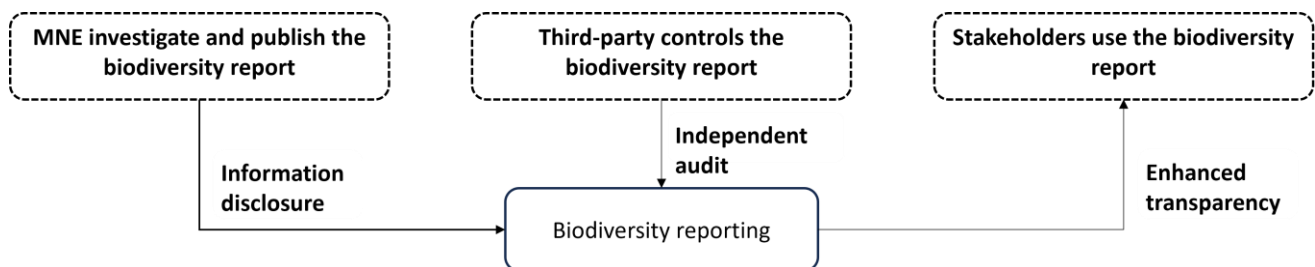 MNE investigate and publish the
biodiversity report
Third-party controls the
biodiversity report
Stakeholders use the biodiversity
report
Information
disclosure
Independent
audit
Enhanced
transparency
Biodiversity reporting